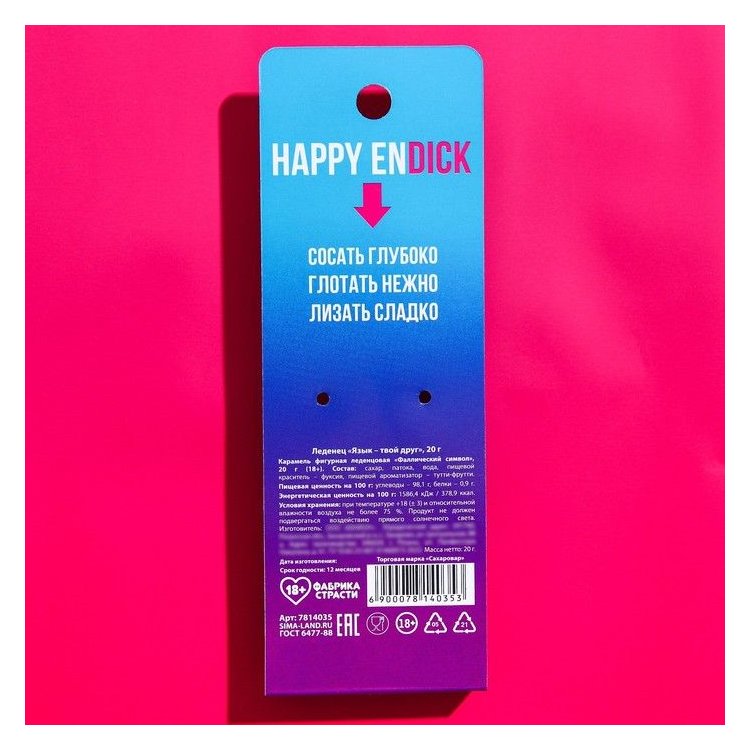 HAPPY ENDICK
СОСАТЬ ГЛУБОКО
ГЛОТАТЬ НЕЖНО
ЛИЗАТЬ СЛАДКО
Леденец «Язык – твой друг», 20 г
Карамель фигурная леденцовая «Фаллический символ»,
20 г (18+). Состав: сахар, патока, вода, пищевой
краситель – фуксия, пищевой ароматизатор – тутти-фрутти.
Пищевая ценность на 100 г: углеводы – 98,1 г, белки – 0,9 г.
Энергетическая ценность на 100 г: 1586,4 кДж / 378,9 ккал.
Условия хранения: при температуре +18 (± 3) и относительной
влажности воздуха не более 75 %. Продукт не должен
подвергаться воздействию прямого солнечного света.
Изготовитель:
Масса нетто: 20 г
Дата изготовления:
Срок годности: 12 месяцев
Торговая марка «Сахаровар»
18+ ФАБРИКА
СТРАСТИ
6 900078 140353
Арт: 7814035
SIMA-LAND.RU
ГОСТ 6477-88
EAC
18+
05
21